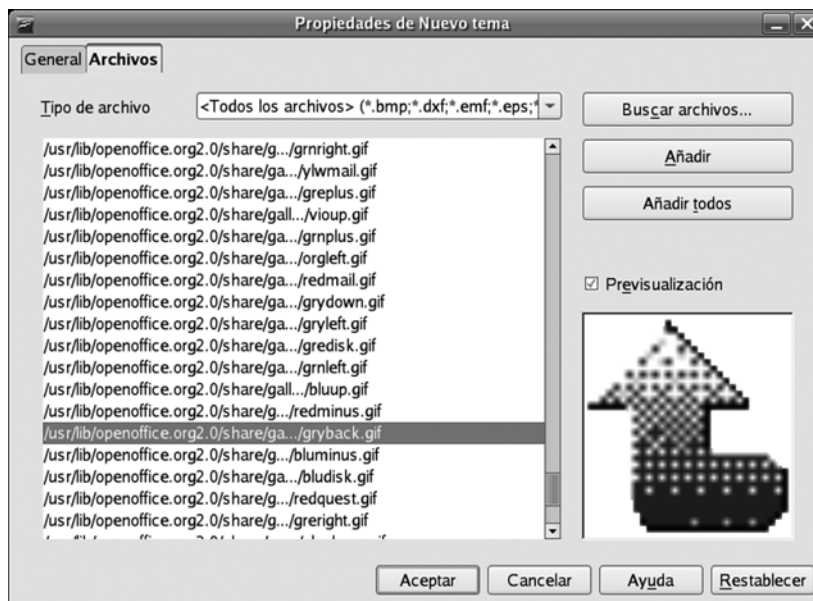 Propiedades de Nuevo tema
General Archivos
Tipo de archivo <Todos los archivos> (*.bmp;*.dxf;*.emf;*.eps;*
Buscar archivos...
Añadir
Añadir todos
/usr/lib/openoffice.org2.0/share/g.../grnright.gif
/usr/lib/openoffice.org2.0/share/ga.../ylwmail.gif
/usr/lib/openoffice.org2.0/share/ga.../greplus.gif
/usr/lib/openoffice.org2.0/share/gall.../vioup.gif
/usr/lib/openoffice.org2.0/share/ga.../grnplus.gif
/usr/lib/openoffice.org2.0/share/ga.../orgleft.gif
/usr/lib/openoffice.org2.0/share/ga.../redmail.gif
/usr/lib/openoffice.org2.0/share/ga.../grydown.gif
/usr/lib/openoffice.org2.0/share/ga.../gryleft.gif
/usr/lib/openoffice.org2.0/share/ga.../gredisk.gif
/usr/lib/openoffice.org2.0/share/ga.../grnleft.gif
/usr/lib/openoffice.org2.0/share/gall.../bluup.gif
/usr/lib/openoffice.org2.0/share/g.../redminus.gif
/usr/lib/openoffice.org2.0/share/ga.../gryback.gif
/usr/lib/openoffice.org2.0/share/g.../bluminus.gif
/usr/lib/openoffice.org2.0/share/ga.../bludisk.gif
/usr/lib/openoffice.org2.0/share/g.../redquest.gif
/usr/lib/openoffice.org2.0/share/g.../greright.gif
Previsualización
Aceptar
Cancelar
Ayuda
Restablecer